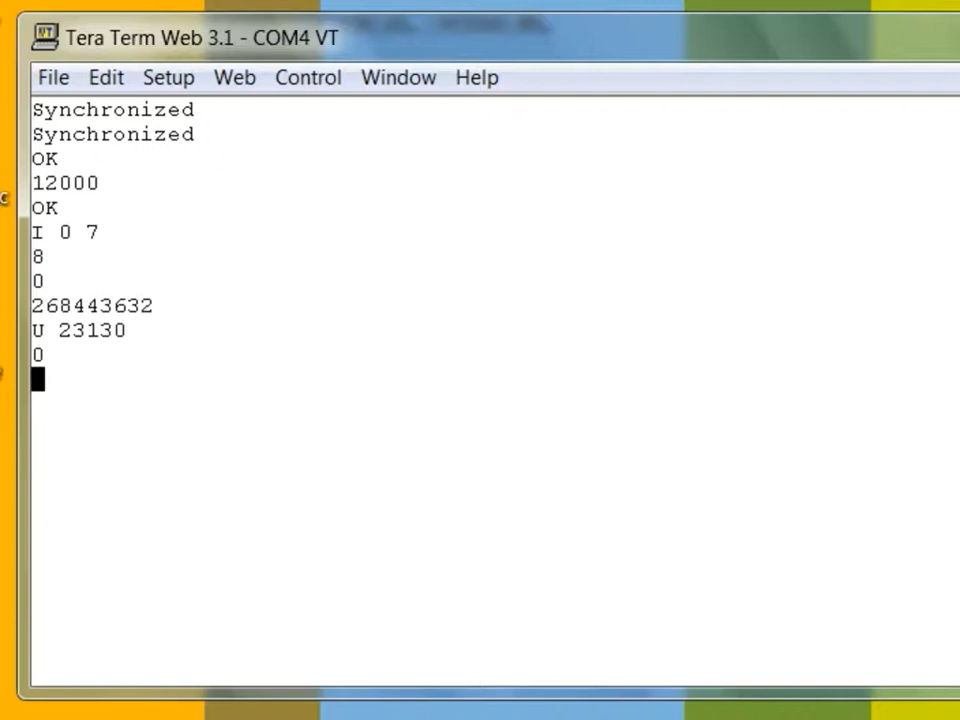 Tera Term Web 3.1 - COM4 VT
File Edit Setup Web Control Window Help
Synchronized
Synchronized
OK
12000
OK
I 0 7
8
0
268443632
U 23130
0